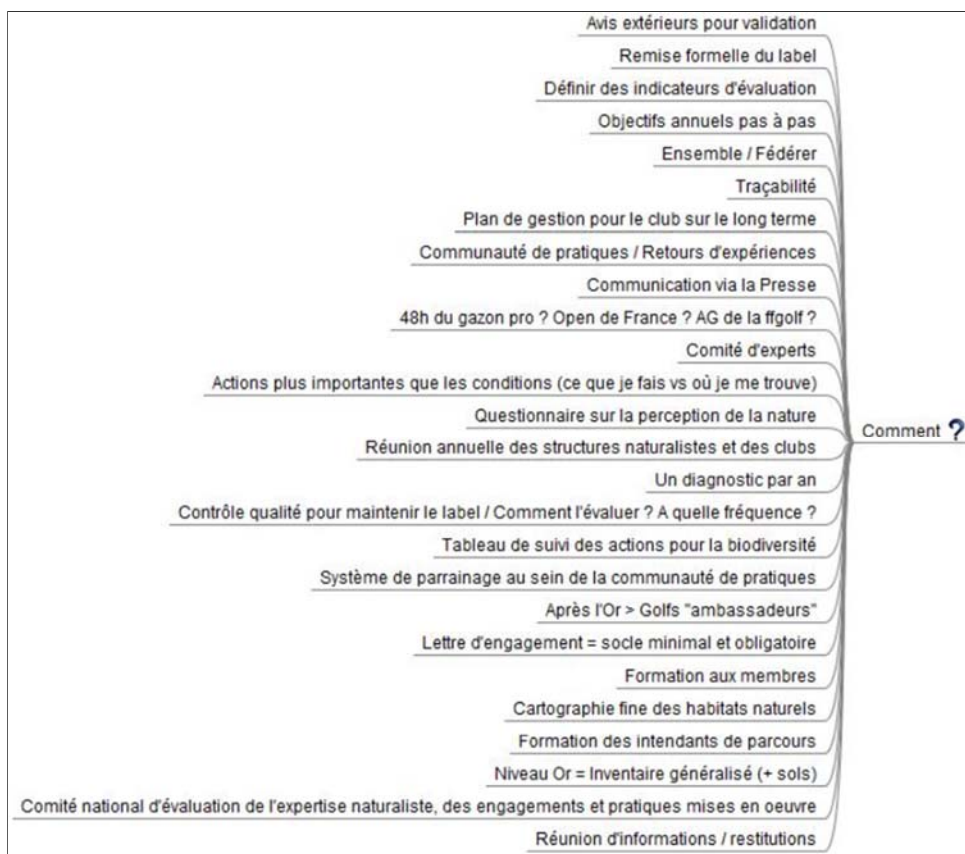 Avis extérieurs pour validation
Remise formelle du label
Définir des indicateurs d'évaluation
Objectifs annuels pas à pas
Ensemble / Fédérer
Traçabilité
Plan de gestion pour le club sur le long terme
Communauté de pratiques / Retours d'expériences
Communication via la Presse
48h du gazon pro ? Open de France ? AG de la ffgolf ?
Comité d'experts
Actions plus importantes que les conditions (ce que je fais vs où je me trouve)
Questionnaire sur la perception de la nature
Comment ?
Réunion annuelle des structures naturalistes et des clubs
Un diagnostic par an
Contrôle qualité pour maintenir le label / Comment l'évaluer ? A quelle fréquence ?
Tableau de suivi des actions pour la biodiversité
Système de parrainage au sein de la communauté de pratiques
Après l'Or > Golfs "ambassadeurs"
Lettre d'engagement = socle minimal et obligatoire
Formation aux membres
Cartographie fine des habitats naturels
Formation des intendants de parcours
Niveau Or = Inventaire généralisé (+ sols)
Comité national d'évaluation de l'expertise naturaliste, des engagements et pratiques mises en oeuvre
Réunion d'informations / restitutions